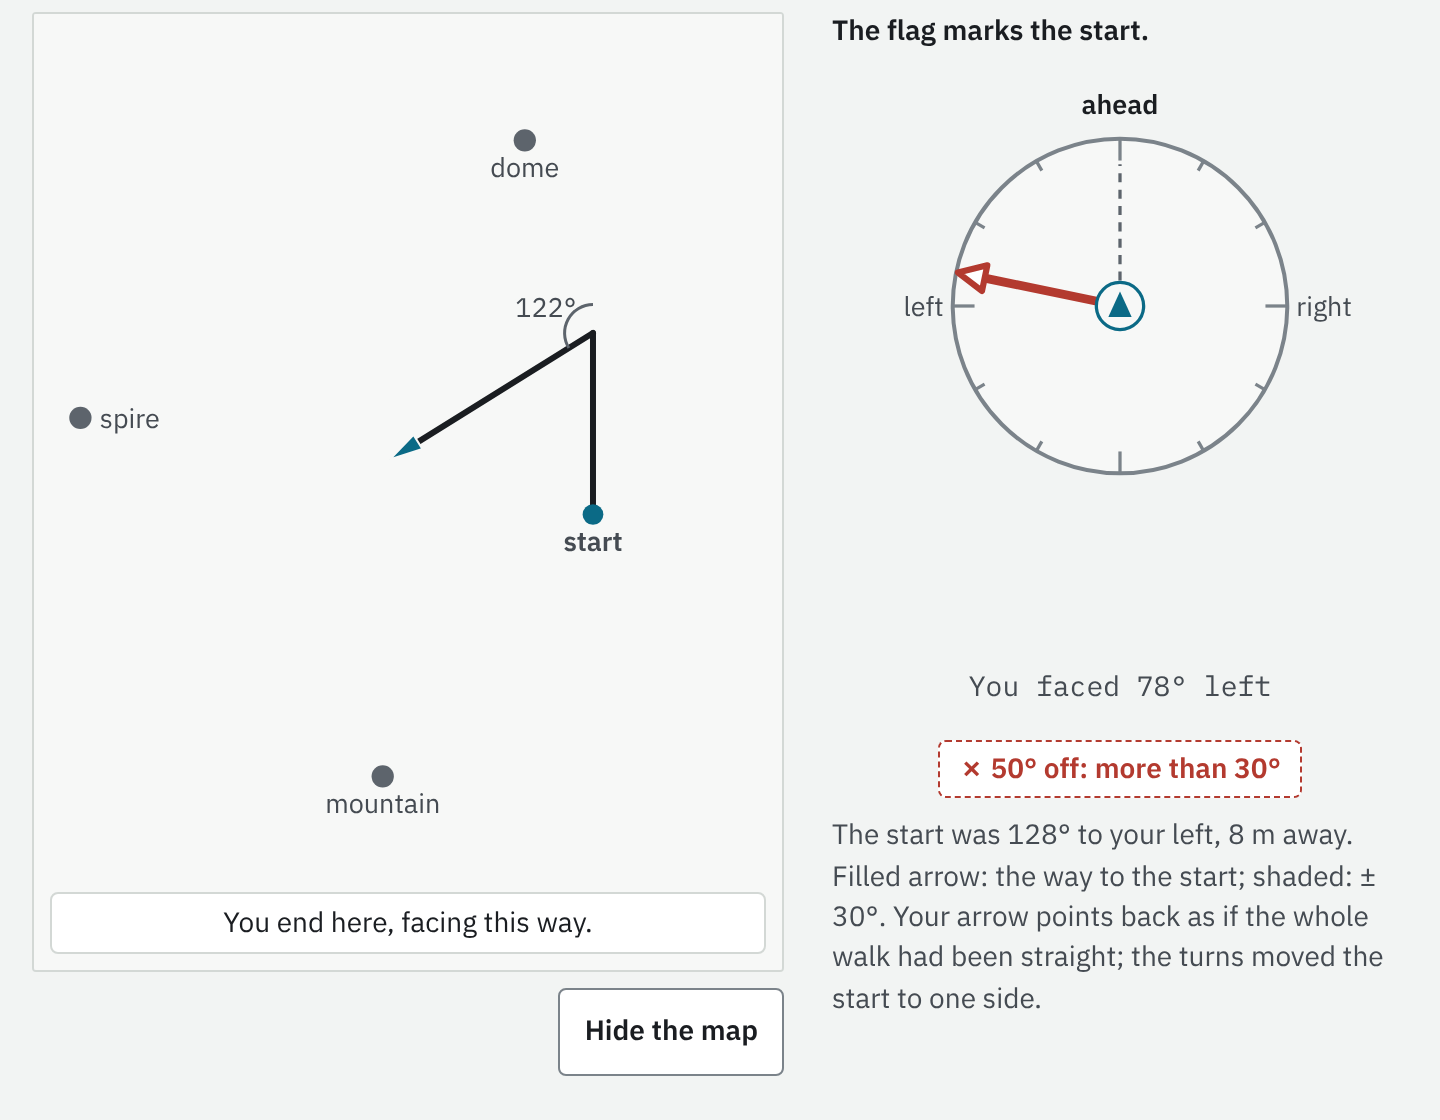 The flag marks the start.
ahead
dome
122°
left
right
spire
start
You faced 78° left
× 50° off: more than 30°
mountain
The start was 128° to your left, 8 m away.
Filled arrow: the way to the start; shaded: ±
30°. Your arrow points back as if the whole
walk had been straight; the turns moved the
start to one side.
You end here, facing this way.
Hide the map